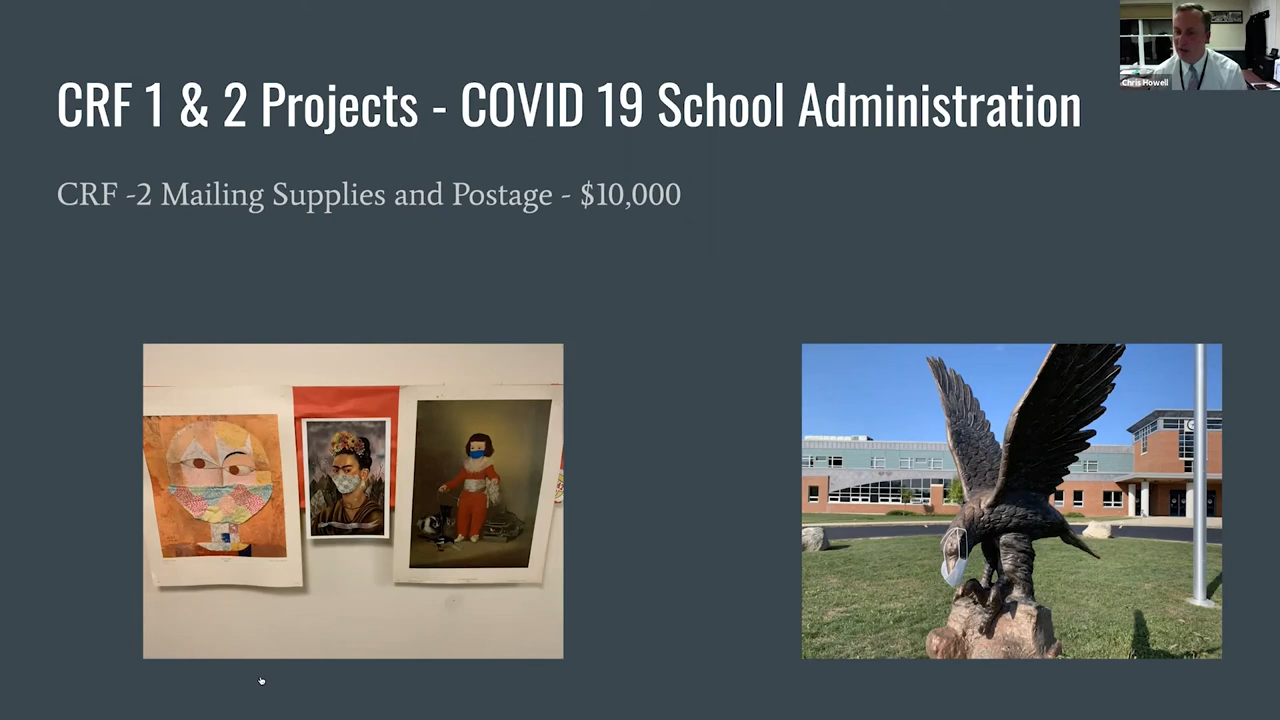 CRF 1 & 2 Projects - COVID 19 School Administration
Chris Howell
CRF -2 Mailing Supplies and Postage - $10,000